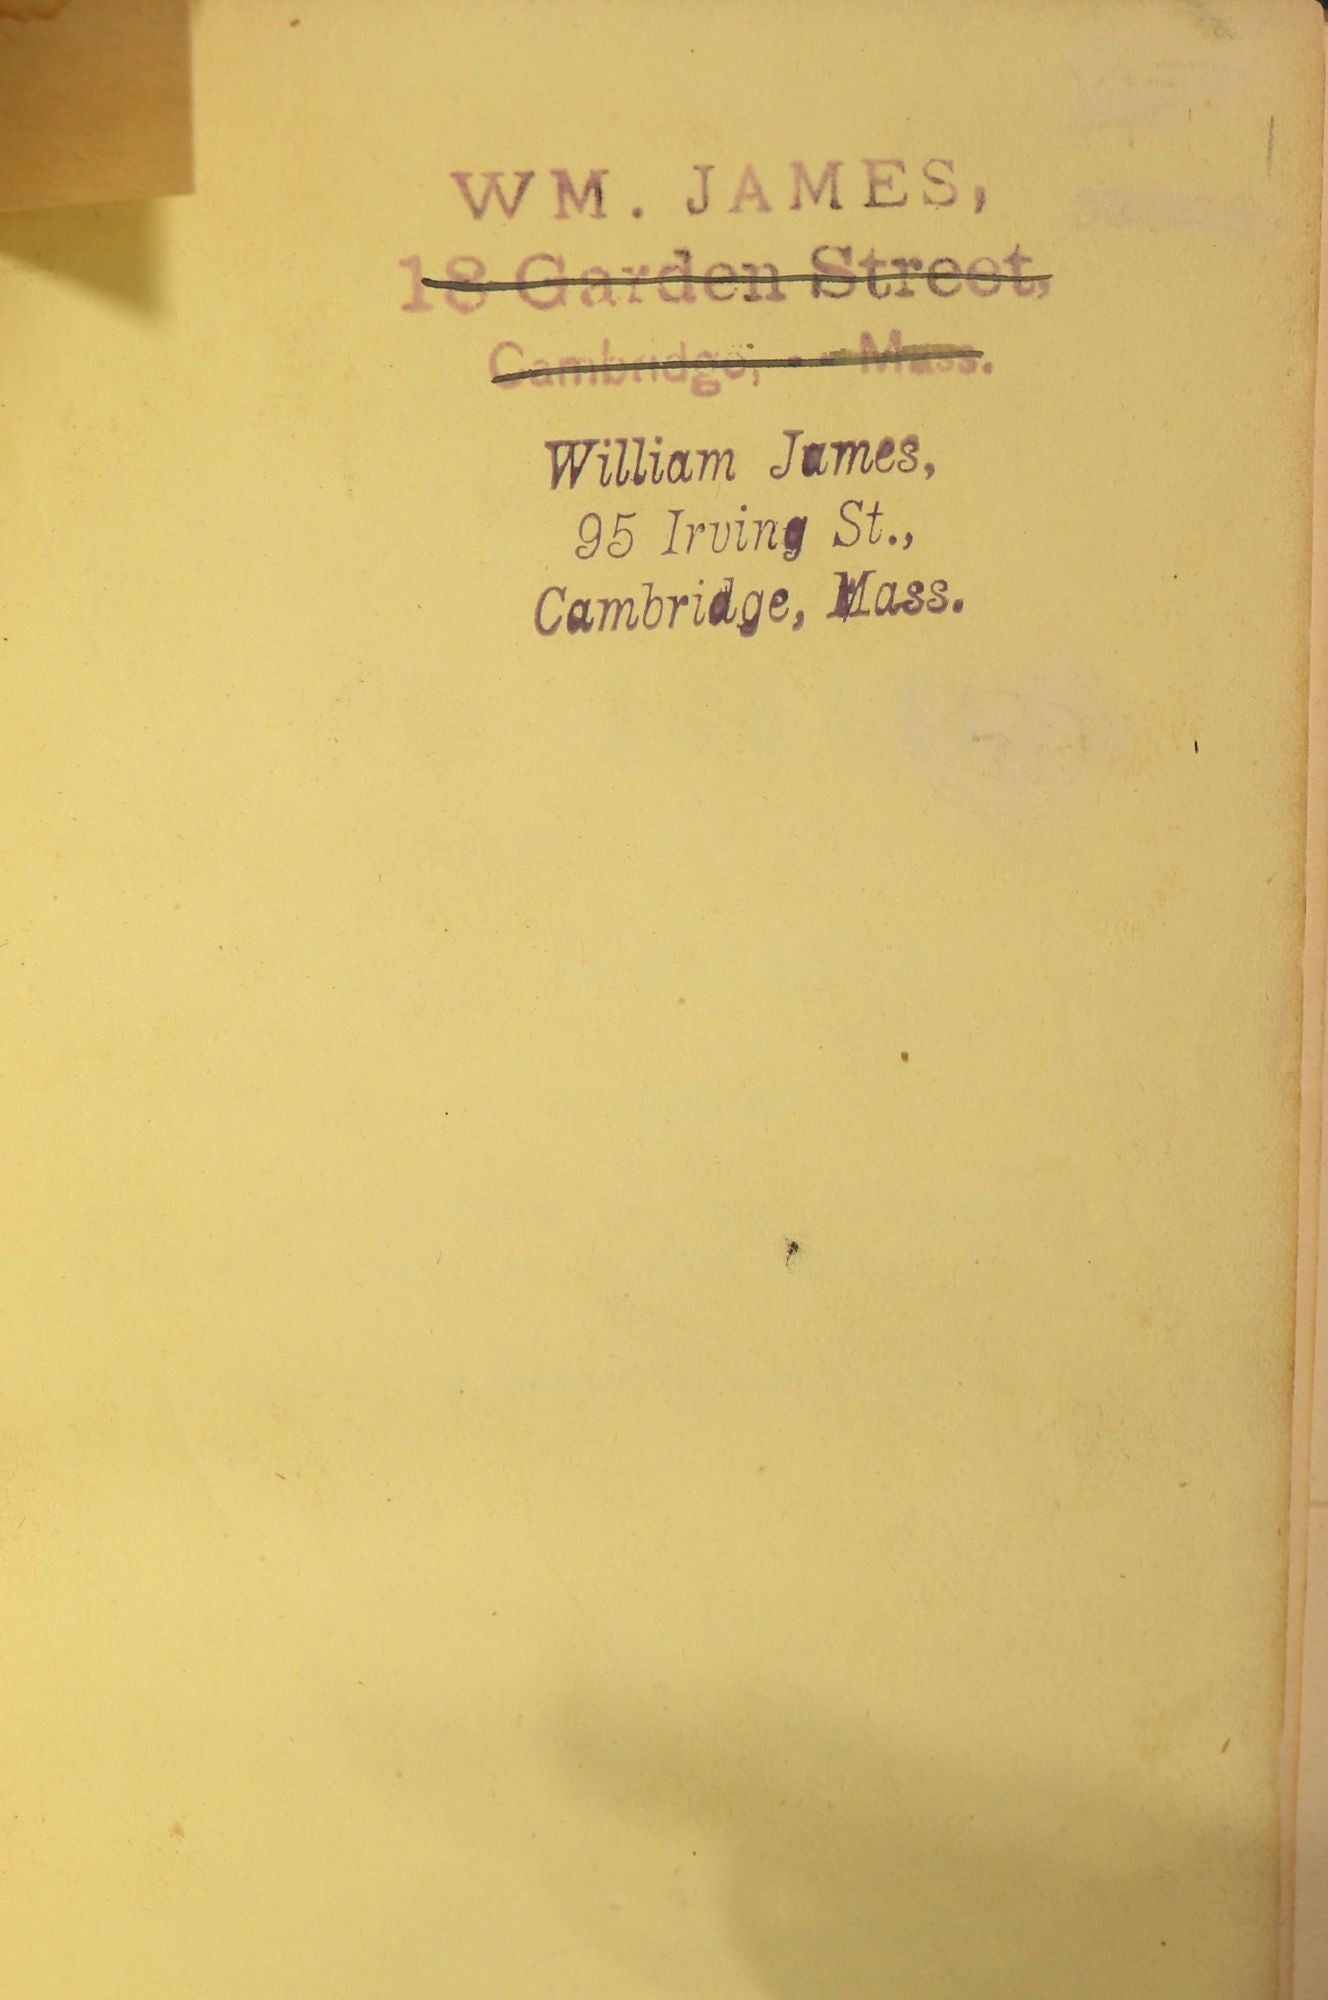 WM. JAMES,
18 Garden Street,
Cambridge, - - Mass.
William James,
95 Irving St.,
Cambridge, Mass.